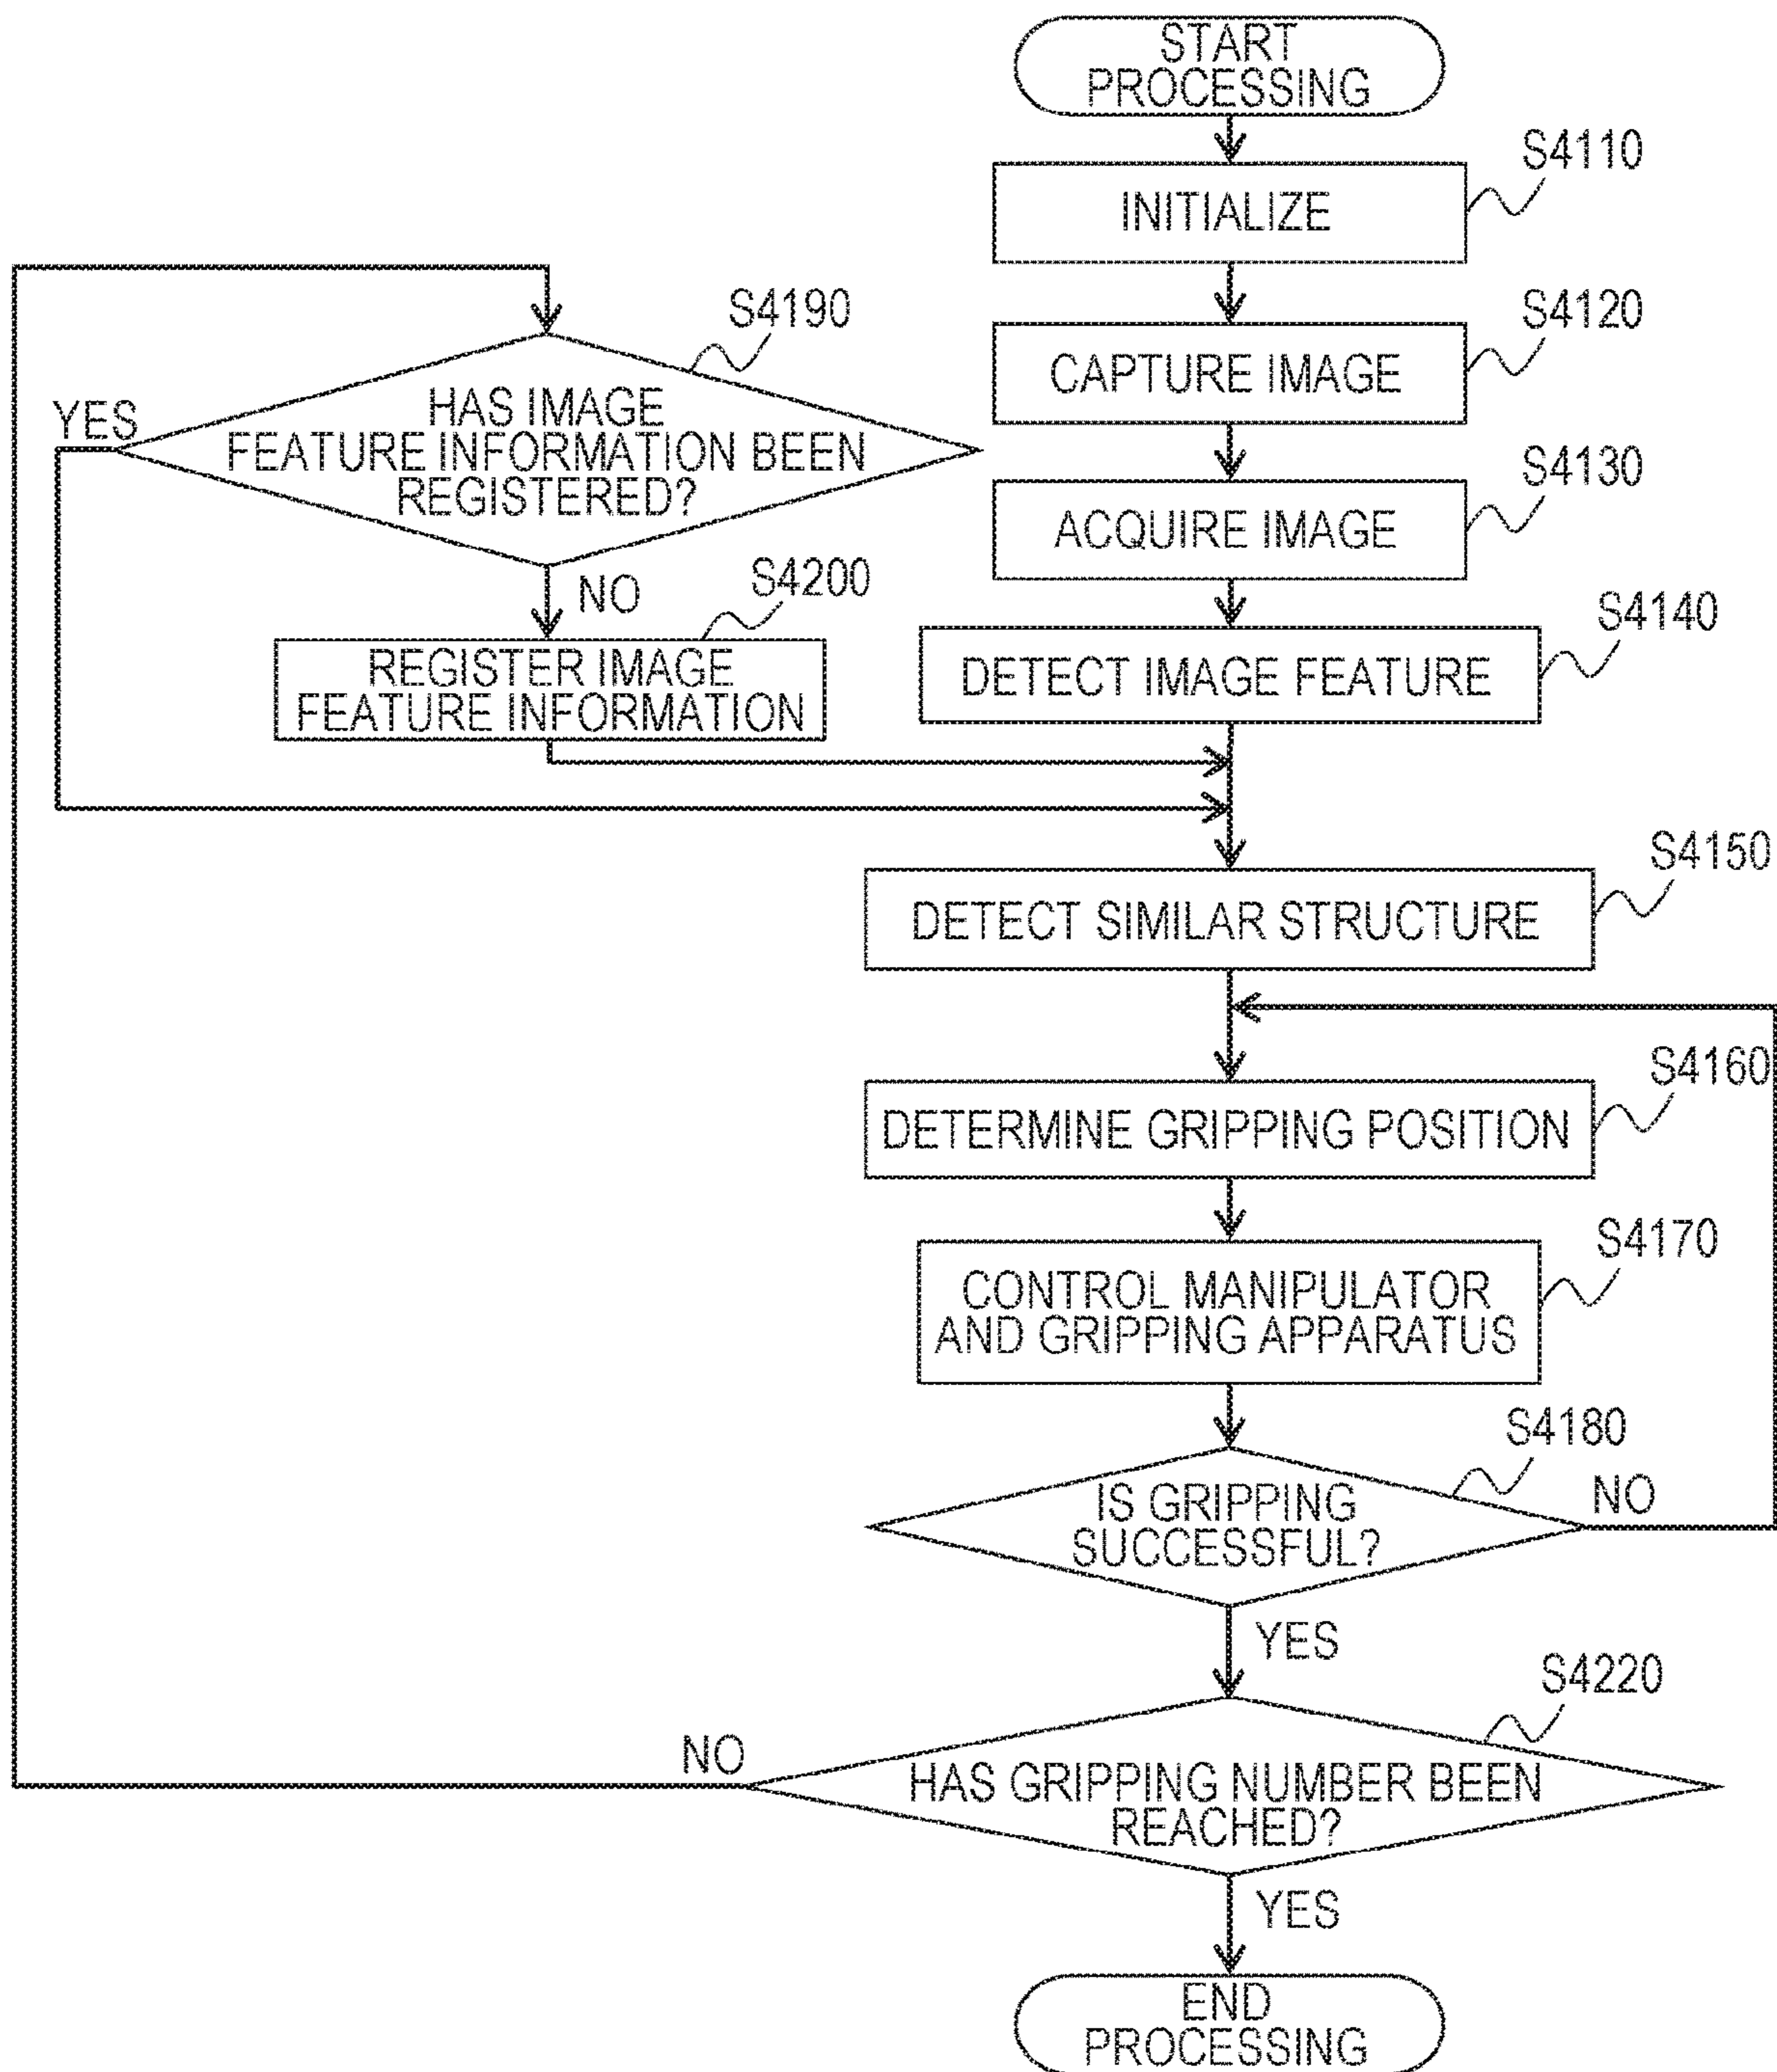 START
PROCESSING
S4110
INITIALIZE
S4120
CAPTURE IMAGE
S4130
ACQUIRE IMAGE
S4140
DETECT IMAGE FEATURE
S4190
HAS IMAGE
FEATURE INFORMATION BEEN
REGISTERED?
YES
NO
S4200
REGISTER IMAGE
FEATURE INFORMATION
S4150
DETECT SIMILAR STRUCTURE
S4160
DETERMINE GRIPPING POSITION
S4170
CONTROL MANIPULATOR
AND GRIPPING APPARATUS
S4180
IS GRIPPING
SUCCESSFUL?
NO
YES
S4220
HAS GRIPPING NUMBER BEEN
REACHED?
NO
YES
END
PROCESSING